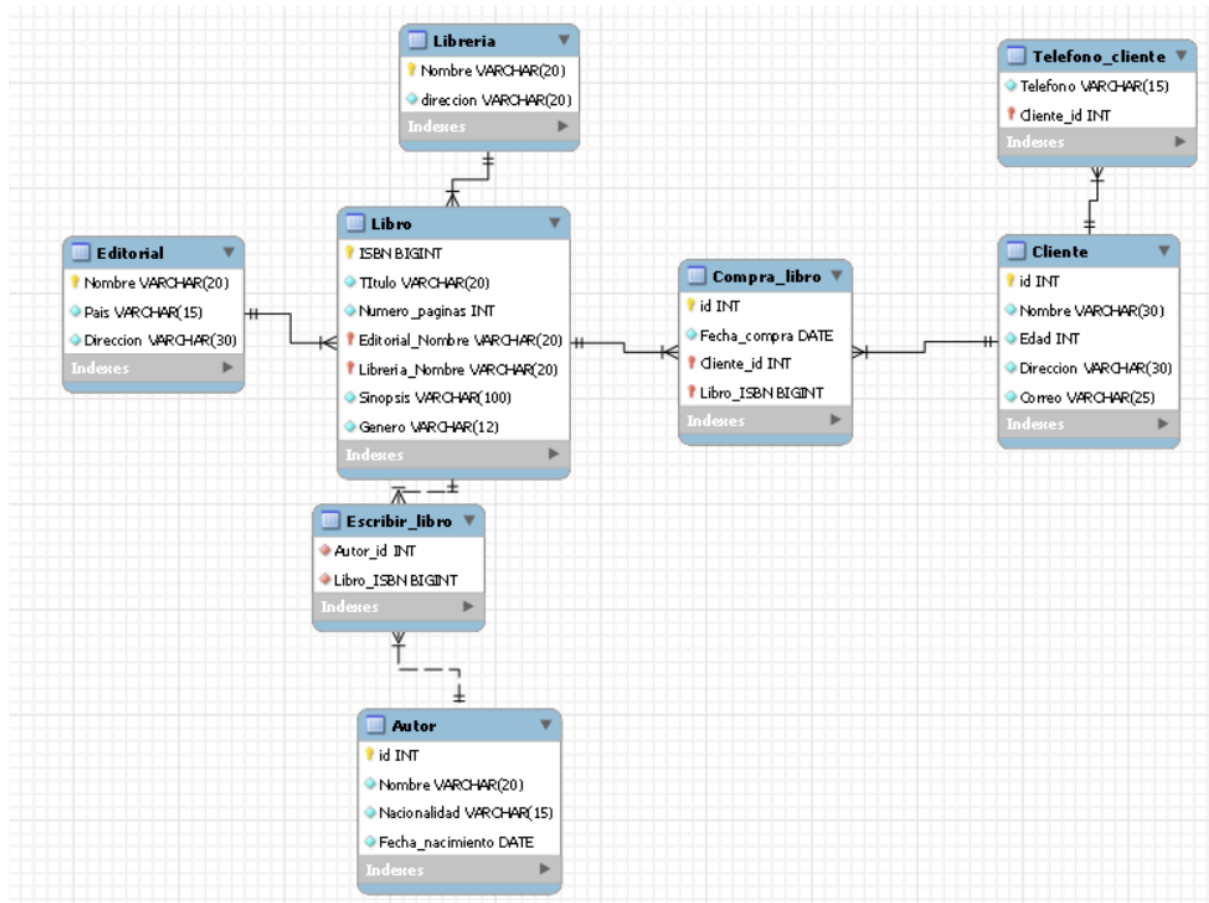 Libreria
Nombre VARCHAR(20)
direccion VARCHAR(20)
Indexes
Telefono_cliente
Telefono VARCHAR(15)
Cliente_id INT
Indexes
Editorial
Nombre VARCHAR(20)
Pais VARCHAR(15)
Direccion VARCHAR(30)
Indexes
Libro
ISBN BIGINT
TItulo VARCHAR(20)
Numero_paginas INT
Editorial_Nombre VARCHAR(20)
Libreria_Nombre VARCHAR(20)
Sinopsis VARCHAR(100)
Genero VARCHAR(12)
Indexes
Compra_libro
id INT
Fecha_compra DATE
Cliente_id INT
Libro_ISBN BIGINT
Indexes
Cliente
id INT
Nombre VARCHAR(30)
Edad INT
Direccion VARCHAR(30)
Correo VARCHAR(25)
Indexes
Escribir_libro
Autor_id INT
Libro_ISBN BIGINT
Indexes
Autor
id INT
Nombre VARCHAR(20)
Nacionalidad VARCHAR(15)
Fecha_nacimiento DATE
Indexes